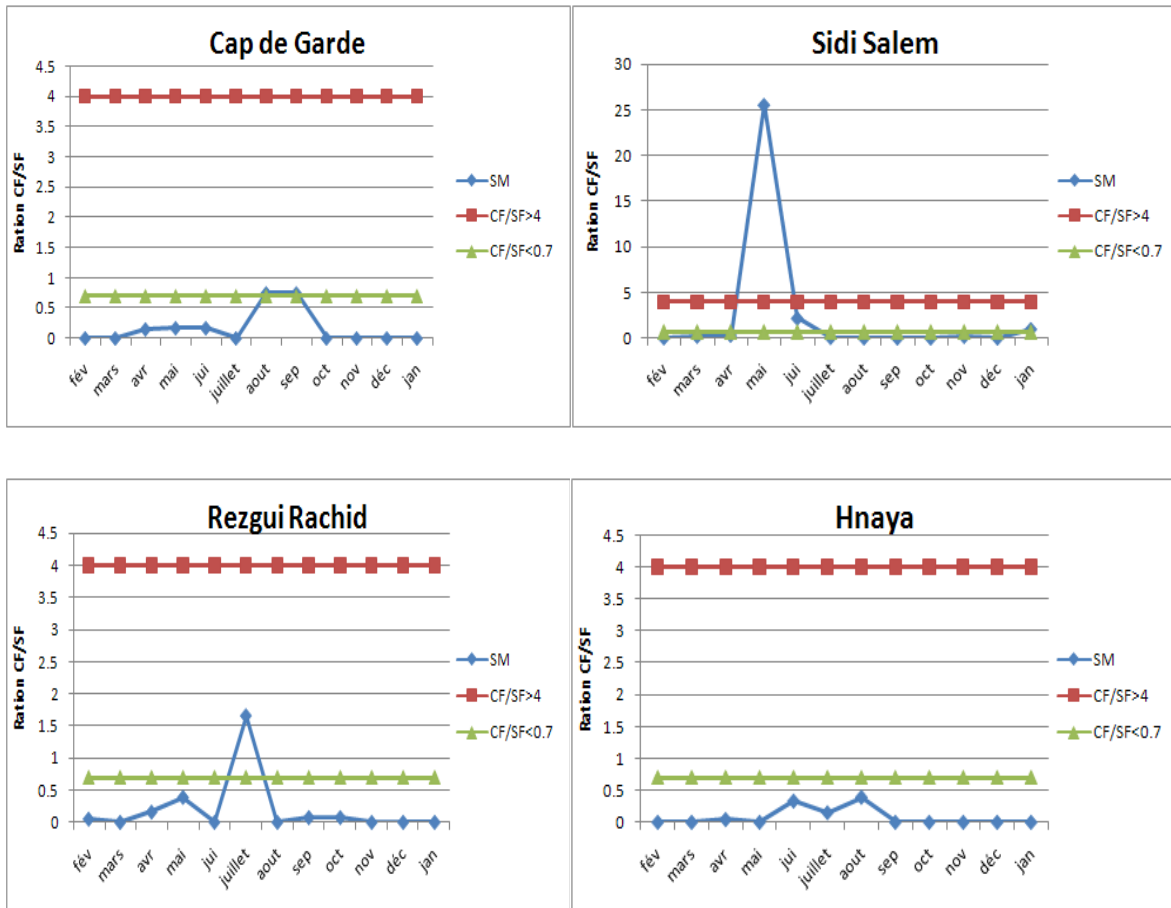 Cap de Garde
Ration CF/SF
4.5
4
3.5
3
2.5
2
1.5
1
0.5
0
fév mars avr mai jui juillet aout sep oct nov déc jan
SM
CF/SF>4
CF/SF<0.7
Sidi Salem
Ration CF/SF
30
25
20
15
10
5
0
fév mars avr mai jui juillet aout sep oct nov déc jan
SM
CF/SF>4
CF/SF<0.7
Rezgui Rachid
Ration CF/SF
4.5
4
3.5
3
2.5
2
1.5
1
0.5
0
fév mars avr mai jui juillet aout sep oct nov déc jan
SM
CF/SF>4
CF/SF<0.7
Hnaya
Ration CF/SF
4.5
4
3.5
3
2.5
2
1.5
1
0.5
0
fév mars avr mai jui juillet aout sep oct nov déc jan
SM
CF/SF>4
CF/SF<0.7